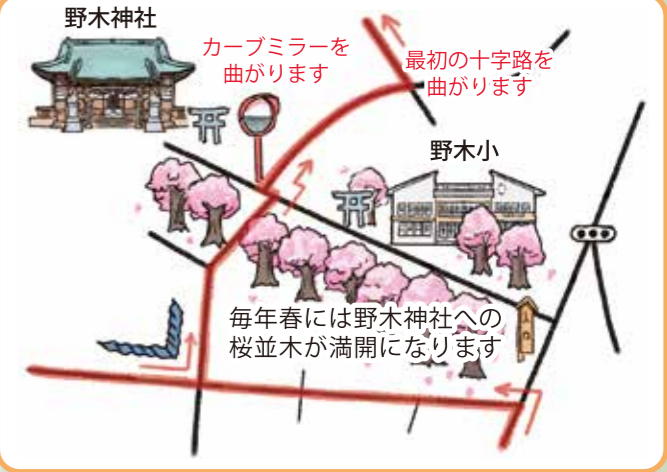 野木神社
カーブミラーを
曲がります
最初の十字路を
曲がります
野木小
毎年春には野木神社への
桜並木が満開になります